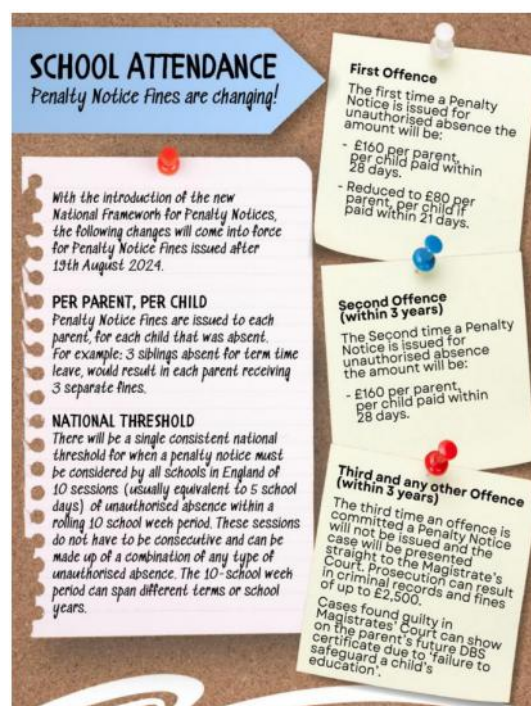 SCHOOL ATTENDANCE
Penalty Notice Fines are changing!
With the introduction of the new
National Framework for Penalty Notices,
the following changes will come into force
for Penalty Notice Fines issued after
19th August 2024.
PER PARENT, PER CHILD
Penalty Notice Fines are issued to each
parent, for each child that was absent.
For example: 3 siblings absent for term time
leave, would result in each parent receiving
3 separate fines.
NATIONAL THRESHOLD
There will be a single consistent national
threshold for when a penalty notice must
be considered by all schools in England of
10 sessions (usually equivalent to 5 school
days) of unauthorised absence within a
rolling 10 school week period. These sessions
do not have to be consecutive and can be
made up of a combination of any type of
unauthorised absence. The 10-school week
period can span different terms or school
years.
First Offence
The first time a Penalty
Notice is issued for
unauthorised absence the
amount will be:
- £160 per parent,
per child paid within
28 days.
- Reduced to £80 per
parent, per child if
paid within 21 days.
Second Offence
(within 3 years)
The Second time a Penalty
Notice is issued for
unauthorised absence
the amount will be:
- £160 per parent,
per child paid within
28 days.
Third and any other Offence
(within 3 years)
The third time an offence is
committed a Penalty Notice
will not be issued and the
case will be presented
straight to the Magistrate's
Court. Prosecution can result
in criminal records and fines
of up to £2,500.
Cases found guilty in
Magistrates' Court can show
on the parent's future DBS
certificate due to 'failure to
safeguard a child's
education'.